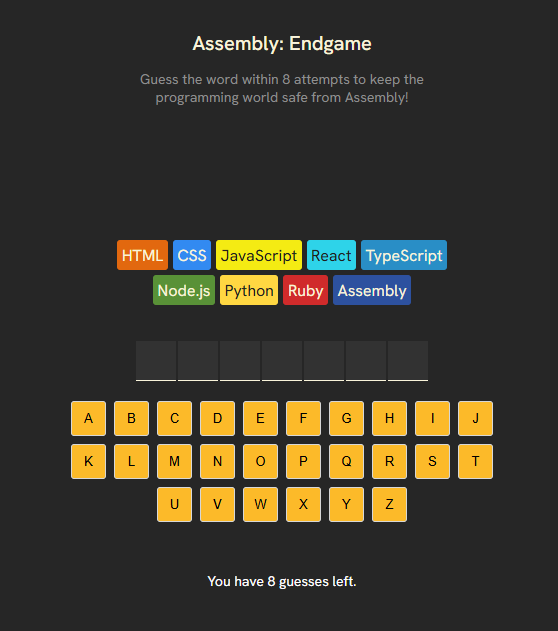 Assembly: Endgame
Guess the word within 8 attempts to keep the
programming world safe from Assembly!
HTML CSS JavaScript React TypeScript
Node.js Python Ruby Assembly
A B C D E F G H I J
K L M N O P Q R S T
U V W X Y Z
You have 8 guesses left.